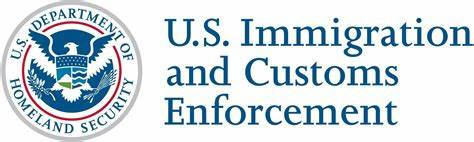 U.S. DEPARTMENT OF
HOMELAND SECURITY
U.S. Immigration
and Customs
Enforcement